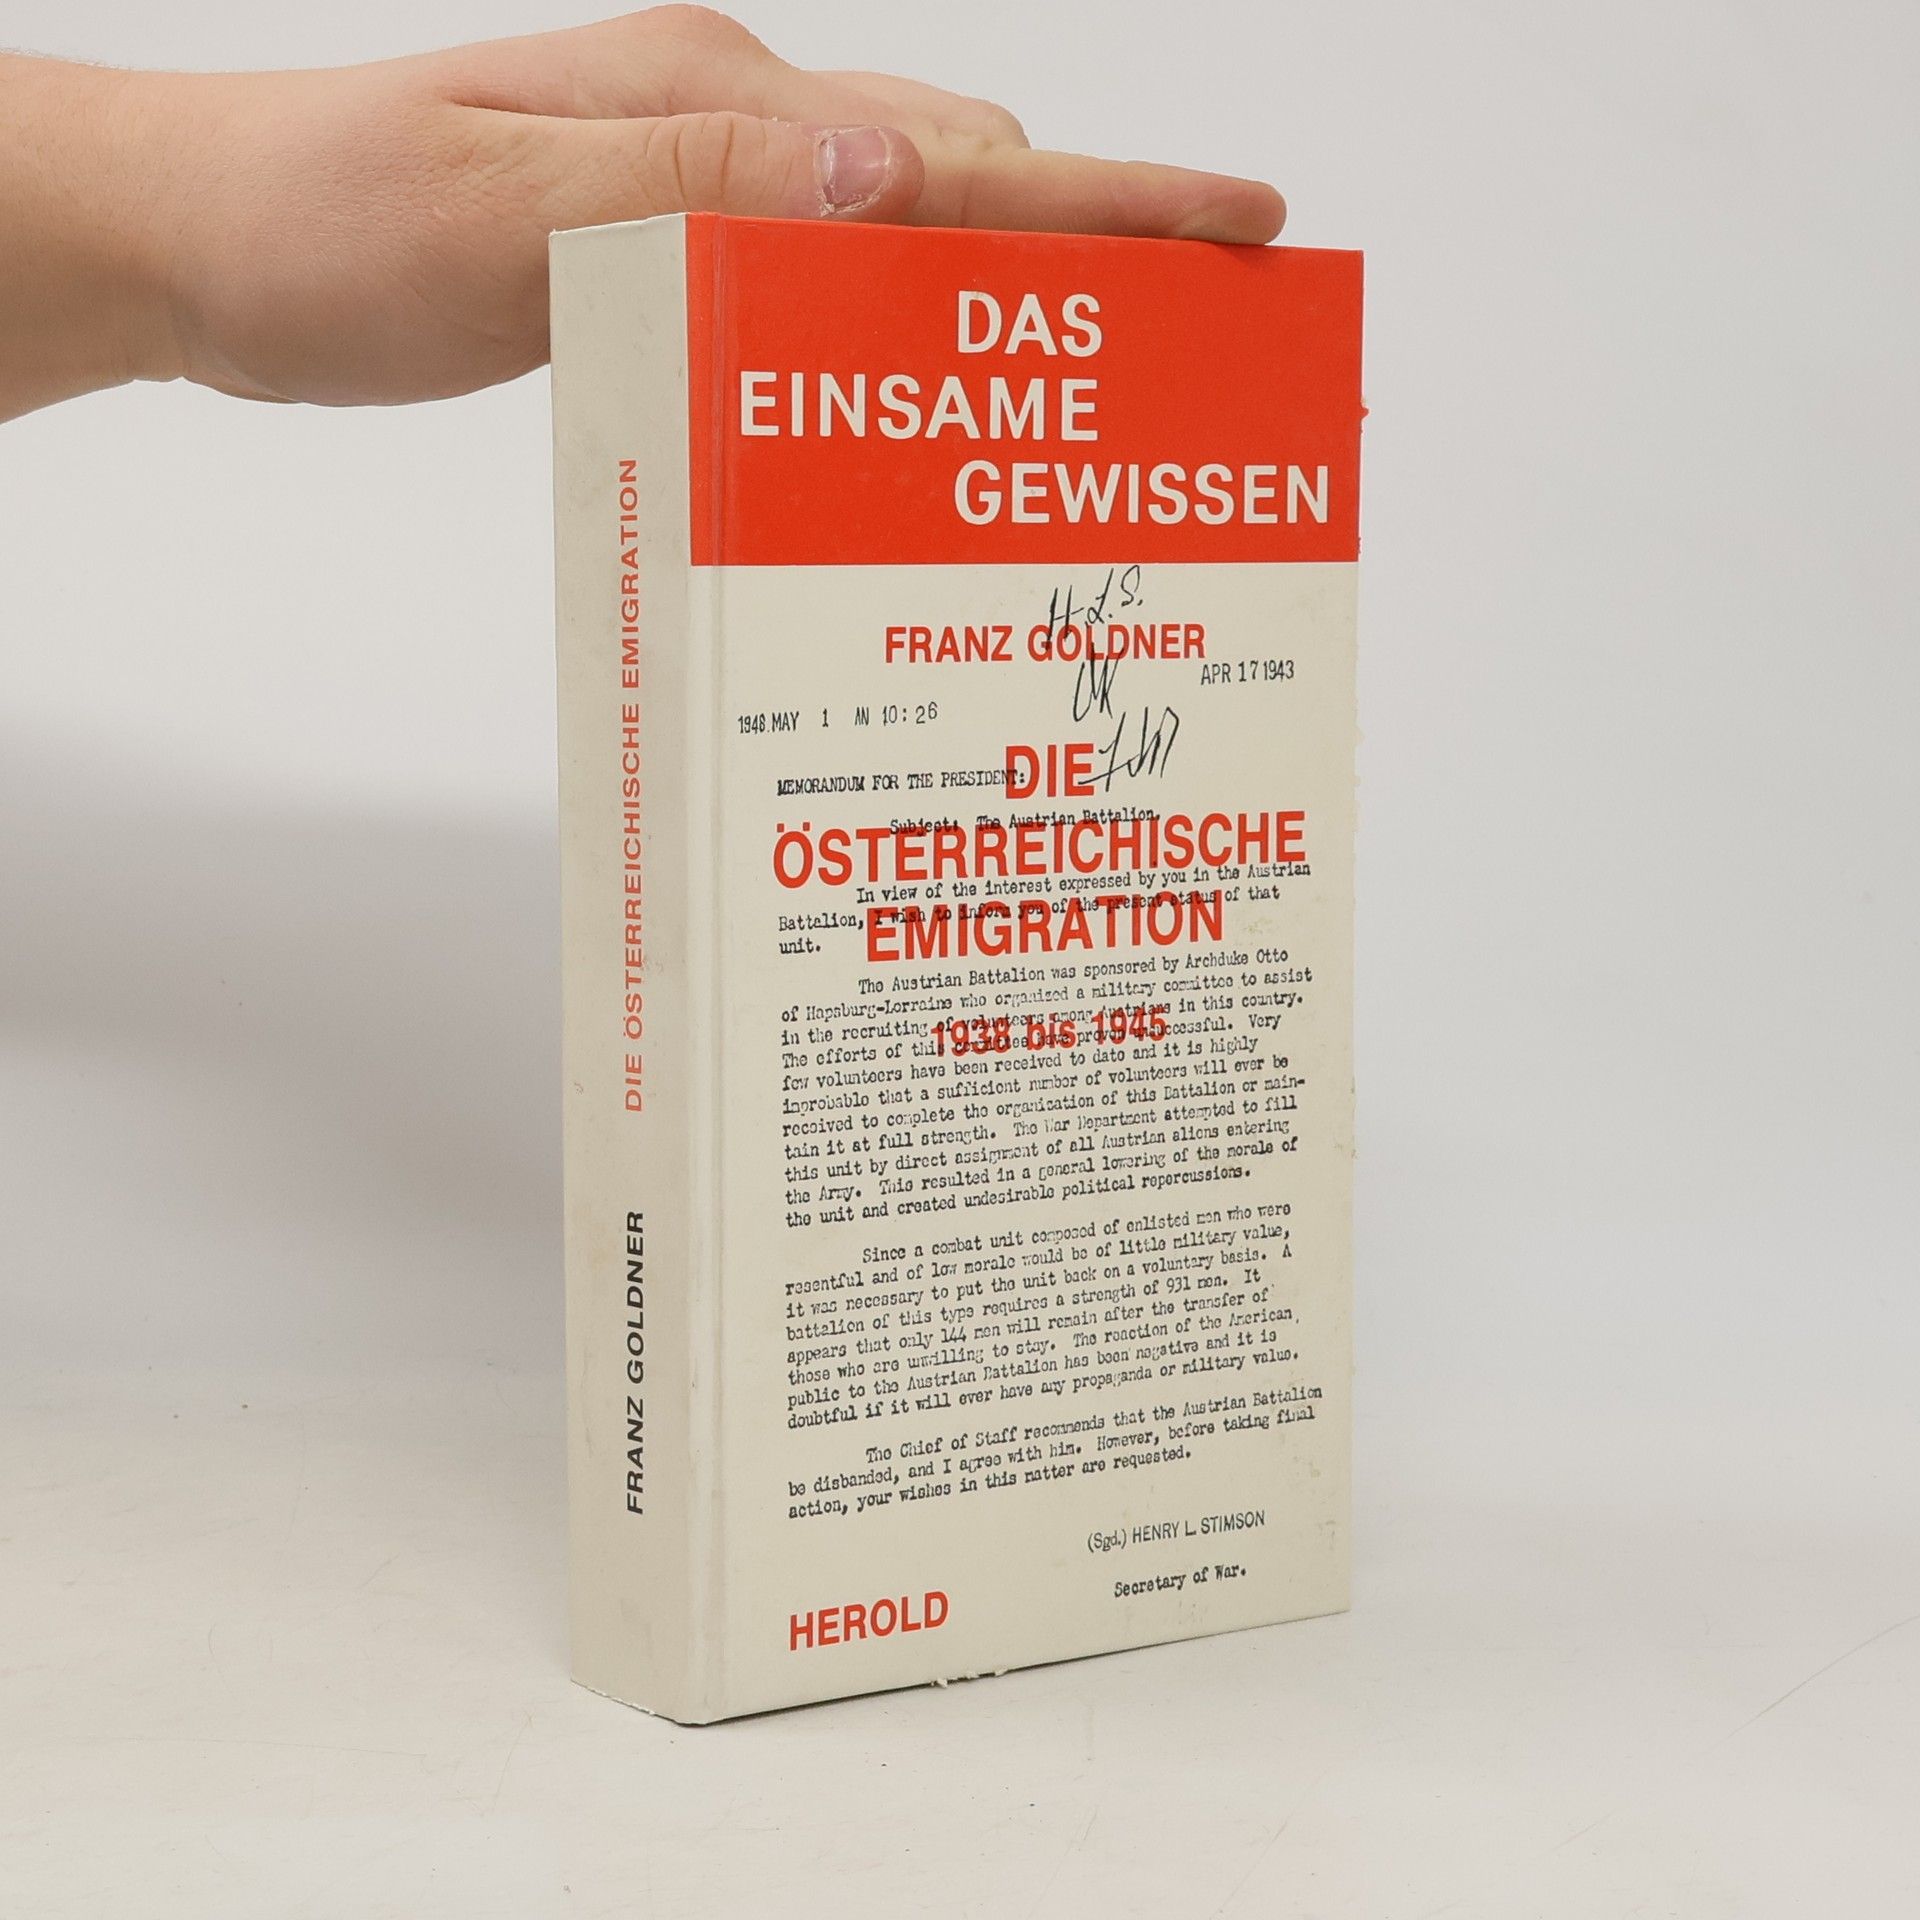 DAS
EINSAME
GEWISSEN
H.L.S.
FRANZ GOLDNER
OK
APR 17 1943
1943 MAY 1 AM 10:26
MEMORANDUM FOR THE PRESIDENT:
DIE
Subject: The Austrian Battalion.
ÖSTERREICHISCHE
In view of the interest expressed by you in the Austrian
Battalion, I wish to inform you of the present status of that
EMIGRATION
unit.
The Austrian Battalion was sponsored by Archduke Otto
of Hapsburg-Lorraine who organized a military committee to assist
in the recruiting of volunteers among Austrians in this country.
1938 bis 1945
The efforts of this committee have proven unsuccessful. Very
few volunteers have been received to date and it is highly
improbable that a sufficient number of volunteers will ever be
received to complete the organization of this Battalion or main-
tain it at full strength. The War Department attempted to fill
this unit by direct assignment of all Austrian aliens entering
the Army. This resulted in a general lowering of the morale of
the unit and created undesirable political repercussions.
Since a combat unit composed of enlisted men who were
resentful and of low morale would be of little military value,
it was necessary to put the unit back on a voluntary basis. A
battalion of this type requires a strength of 931 men. It
appears that only 144 men will remain after the transfer of
those who are unwilling to stay. The reaction of the American
public to the Austrian Battalion has been negative and it is
doubtful if it will ever have any propaganda or military value.
The Chief of Staff recommends that the Austrian Battalion
be disbanded, and I agree with him. However, before taking final
action, your wishes in this matter are requested.
(Sgd.) HENRY L. STIMSON
Secretary of War.
HEROLD
FRANZ GOLDNER DIE ÖSTERREICHISCHE EMIGRATION